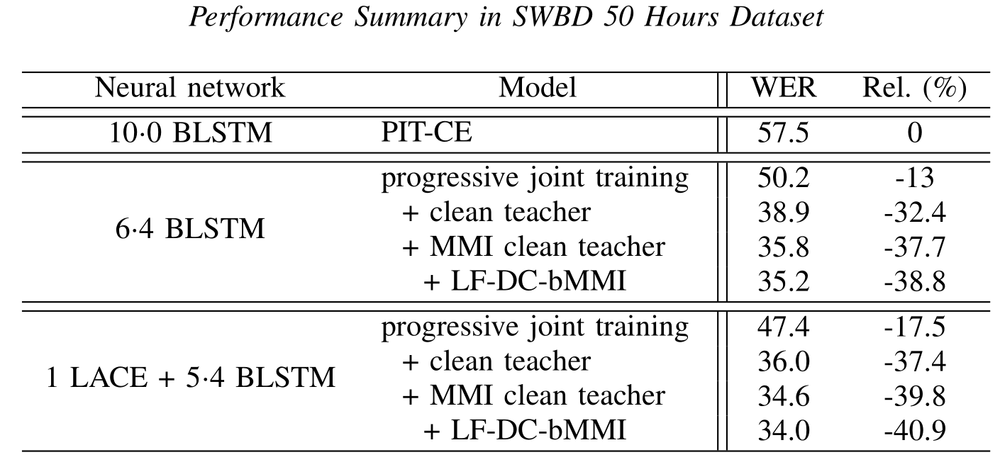 Performance Summary in SWBD 50 Hours Dataset
Neural network Model WER Rel. (%)
10·0 BLSTM PIT-CE 57.5 0
6·4 BLSTM progressive joint training 50.2 -13
+ clean teacher 38.9 -32.4
+ MMI clean teacher 35.8 -37.7
+ LF-DC-bMMI 35.2 -38.8
1 LACE + 5·4 BLSTM progressive joint training 47.4 -17.5
+ clean teacher 36.0 -37.4
+ MMI clean teacher 34.6 -39.8
+ LF-DC-bMMI 34.0 -40.9